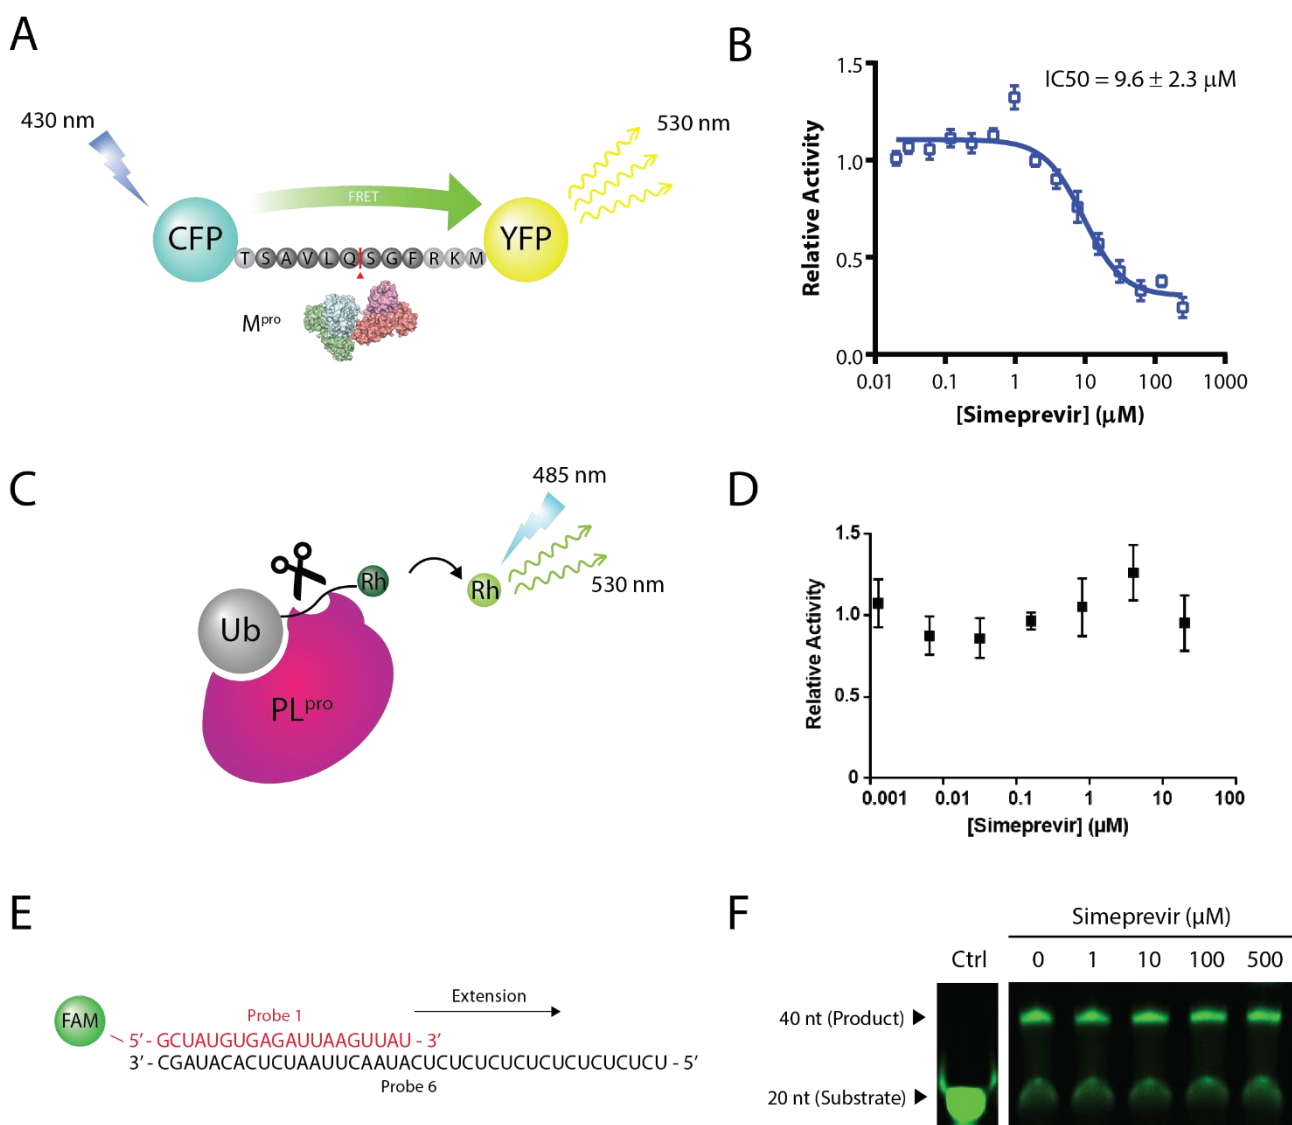 A
430 nm
530 nm
FRET
CFP
YFP
T S A V L Q S G F R K M
Mpro
B
IC50 = 9.6 ± 2.3 μM
1.5
1.0
0.5
0.0
Relative Activity
0.01 0.1 1 10 100 1000
[Simeprevir] (μM)
C
485 nm
530 nm
Rh
Rh
Ub
PLpro
D
1.5
1.0
0.5
0
Relative Activity
0.001 0.01 0.1 1 10 100
[Simeprevir] (μM)
E
FAM
Probe 1
Extension
5’ - GCUAUGUGAGAUUAAGUUAU - 3’
3’ - CGAUACACUCUAAUUCAAUACUCUCUCUCUCUCUCUCUCU - 5’
Probe 6
F
Simeprevir (μM)
Ctrl 0 1 10 100 500
40 nt (Product)
20 nt (Substrate)